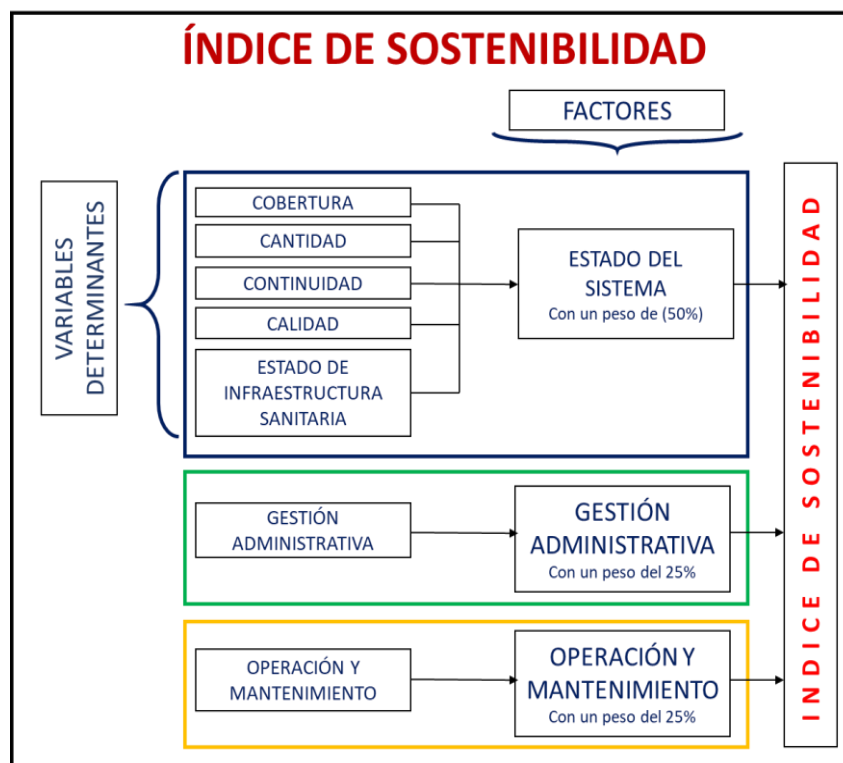 ÍNDICE DE SOSTENIBILIDAD
FACTORES
VARIABLES
DETERMINANTES
COBERTURA
CANTIDAD
CONTINUIDAD
CALIDAD
ESTADO DE
INFRAESTRUCTURA
SANITARIA
ESTADO DEL
SISTEMA
Con un peso de (50%)
GESTIÓN
ADMINISTRATIVA
GESTIÓN
ADMINISTRATIVA
Con un peso del 25%
OPERACIÓN Y
MANTENIMIENTO
OPERACIÓN Y
MANTENIMIENTO
Con un peso del 25%
INDICE DE SOSTENIBILIDAD